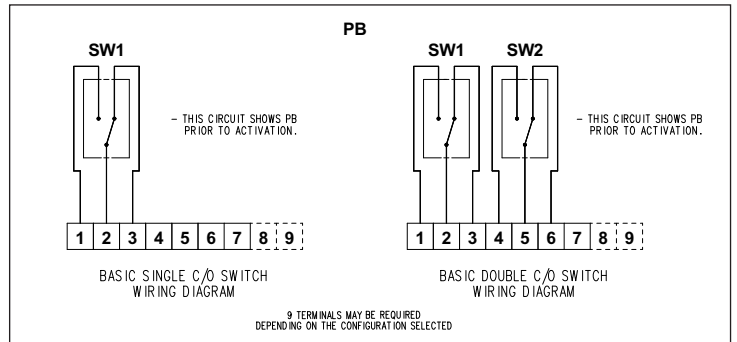 PB
SW1
- THIS CIRCUIT SHOWS PB
PRIOR TO ACTIVATION.
1 2 3 4 5 6 7 8 9
BASIC SINGLE C/O SWITCH
WIRING DIAGRAM
SW1 SW2
- THIS CIRCUIT SHOWS PB
PRIOR TO ACTIVATION.
1 2 3 4 5 6 7 8 9
BASIC DOUBLE C/O SWITCH
WIRING DIAGRAM
9 TERMINALS MAY BE REQUIRED
DEPENDING ON THE CONFIGURATION SELECTED